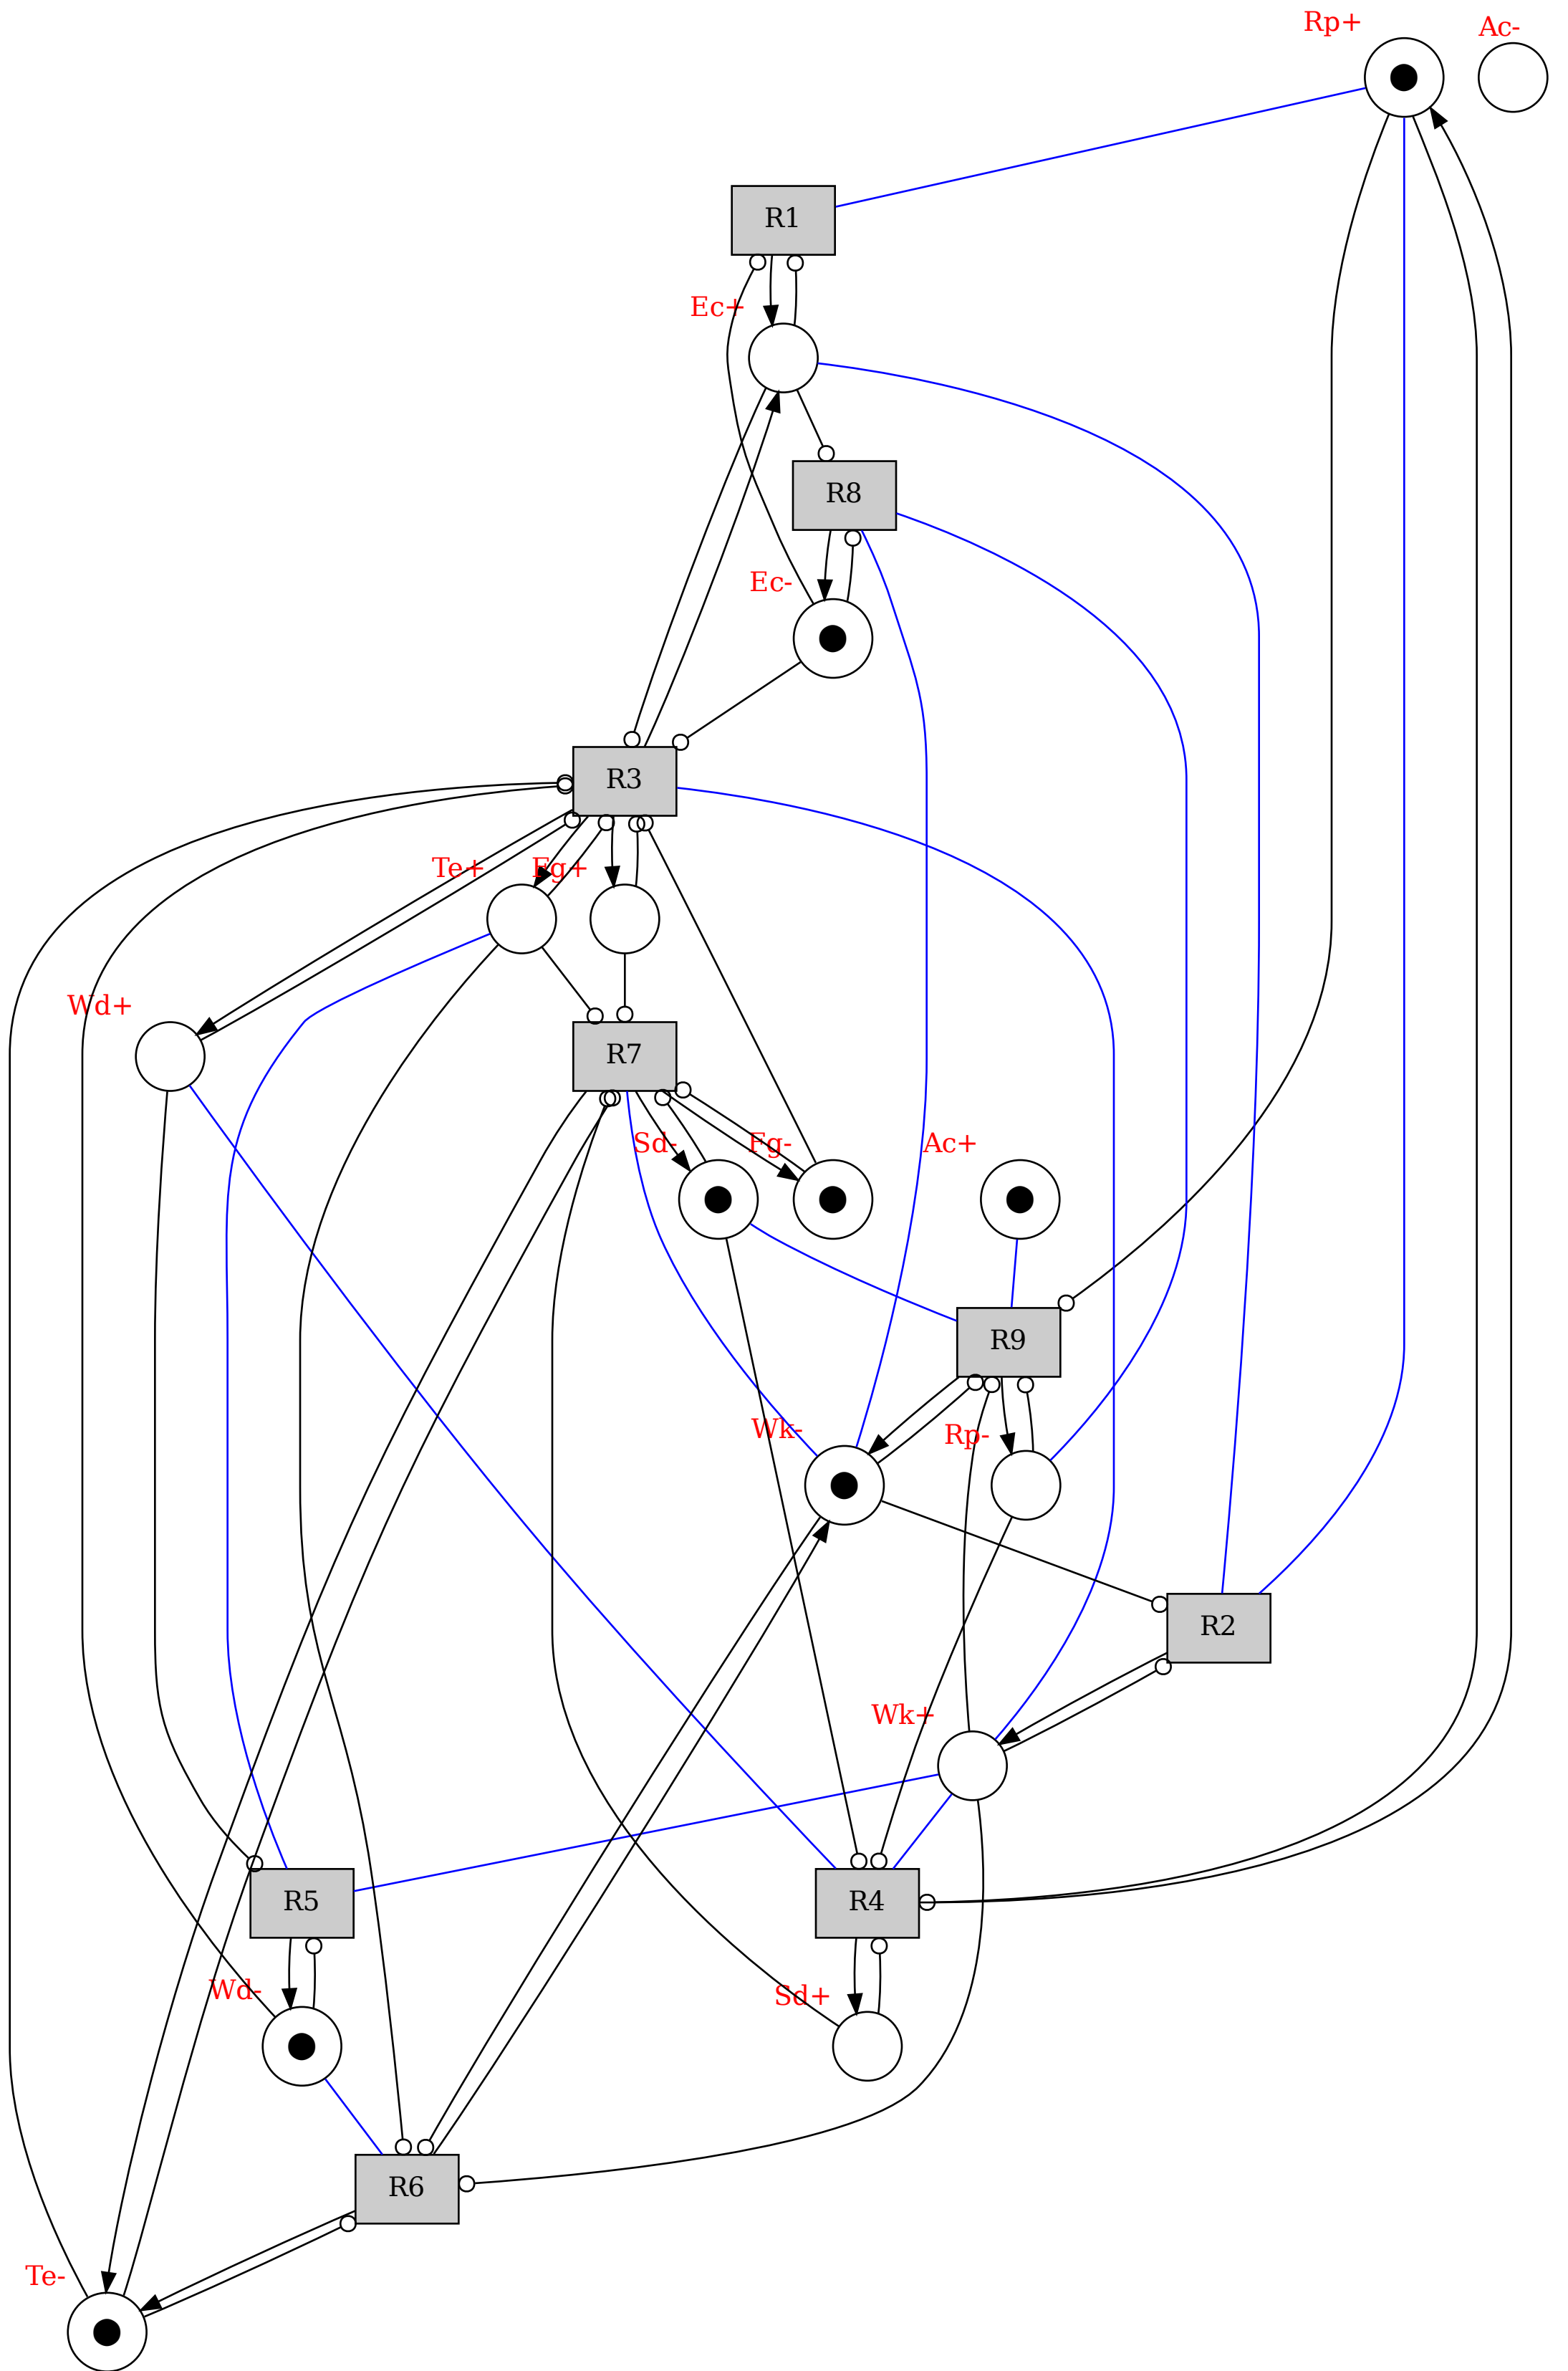 Rp+
Ac-
R1
Ec+
R8
Ec-
R3
Te+
Fg+
Wd+
R7
Sd-
Fg-
Ac+
R9
Wk-
Rp-
R2
Wk+
R5
R4
Wd-
Sd+
R6
Te-